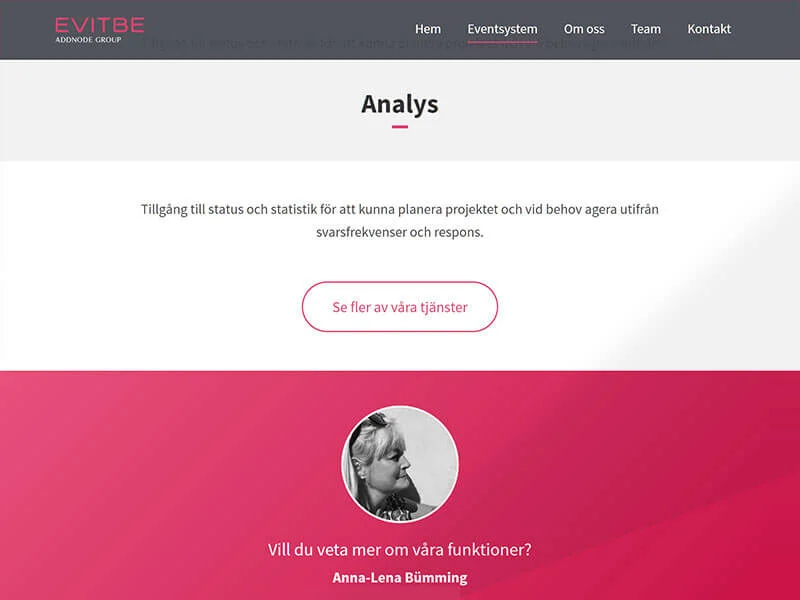 EVITBE
ADDNODE GROUP
Hem Eventsystem Om oss Team Kontakt
Analys
Tillgång till status och statistik för att kunna planera projektet och vid behov agera utifrån
svarsfrekvenser och respons.
Se fler av våra tjänster
Vill du veta mer om våra funktioner?
Anna-Lena Bümming